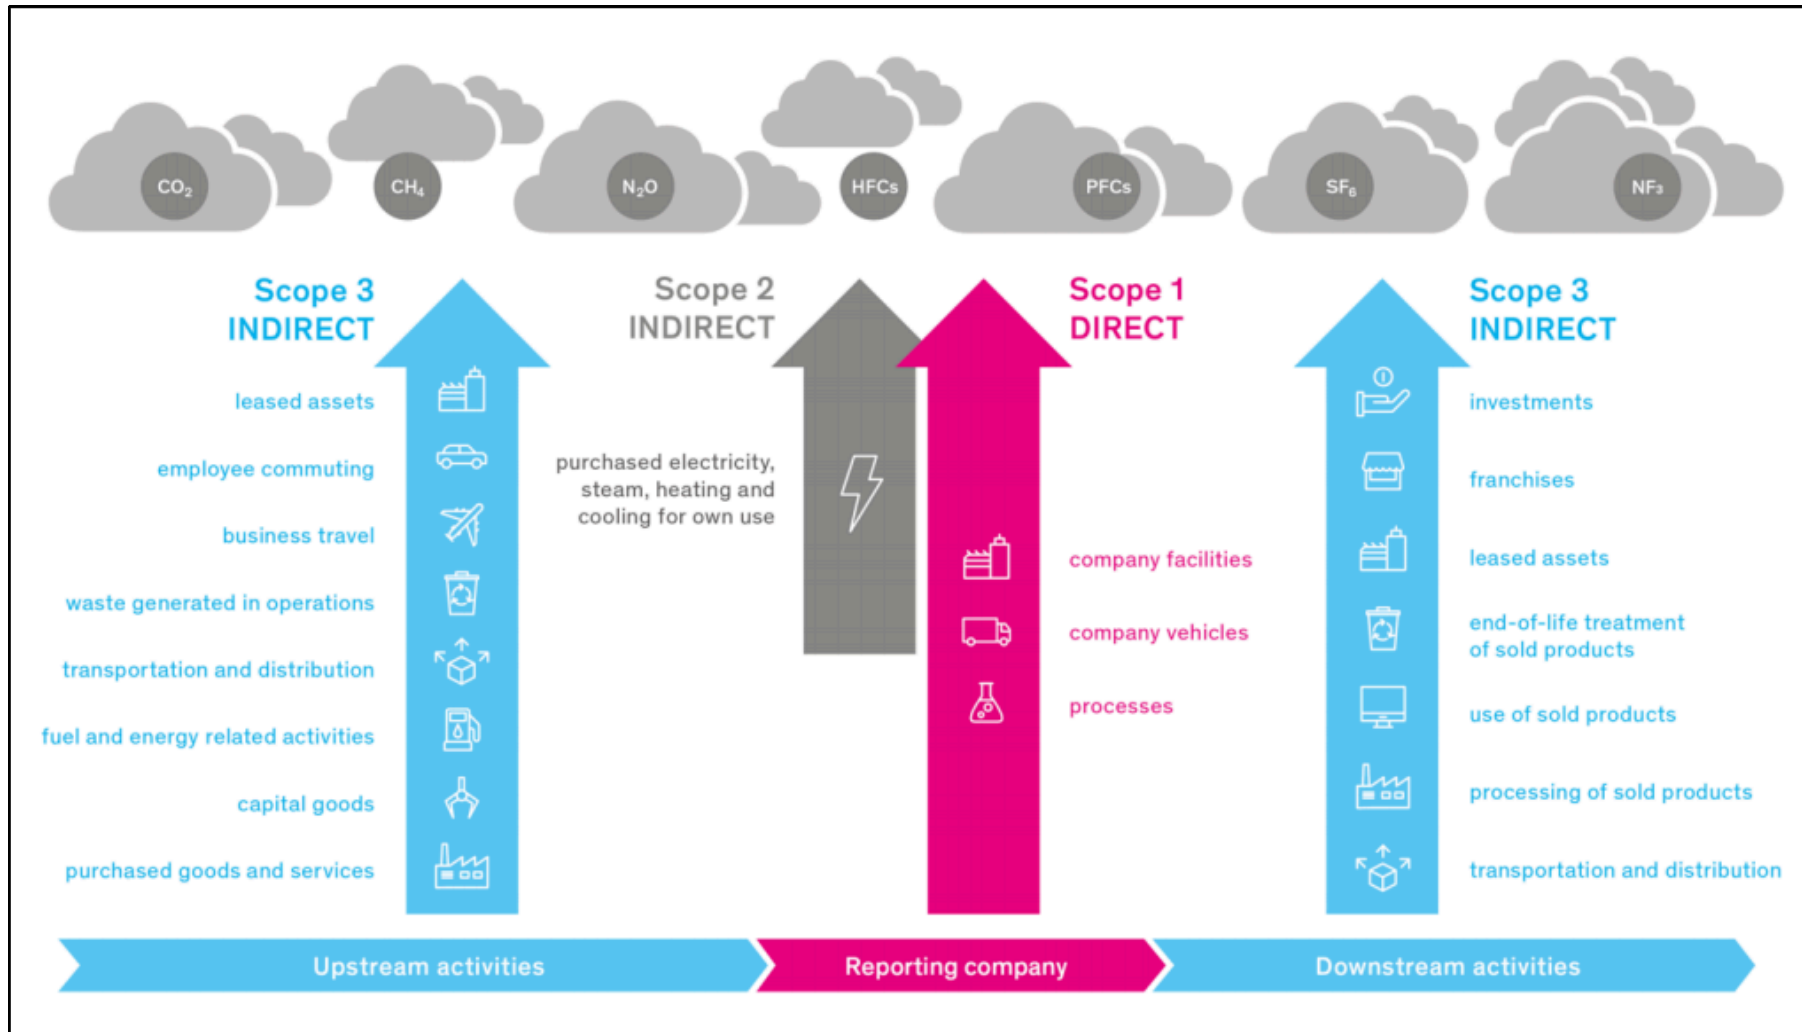 CO₂
CH₄
N₂O
HFCs
PFCs
SF₆
NF₃
Scope 3
INDIRECT
leased assets
employee commuting
business travel
waste generated in operations
transportation and distribution
fuel and energy related activities
capital goods
purchased goods and services
Scope 2
INDIRECT
purchased electricity,
steam, heating and
cooling for own use
Scope 1
DIRECT
company facilities
company vehicles
processes
Scope 3
INDIRECT
investments
franchises
leased assets
end-of-life treatment
of sold products
use of sold products
processing of sold products
transportation and distribution
Upstream activities
Reporting company
Downstream activities